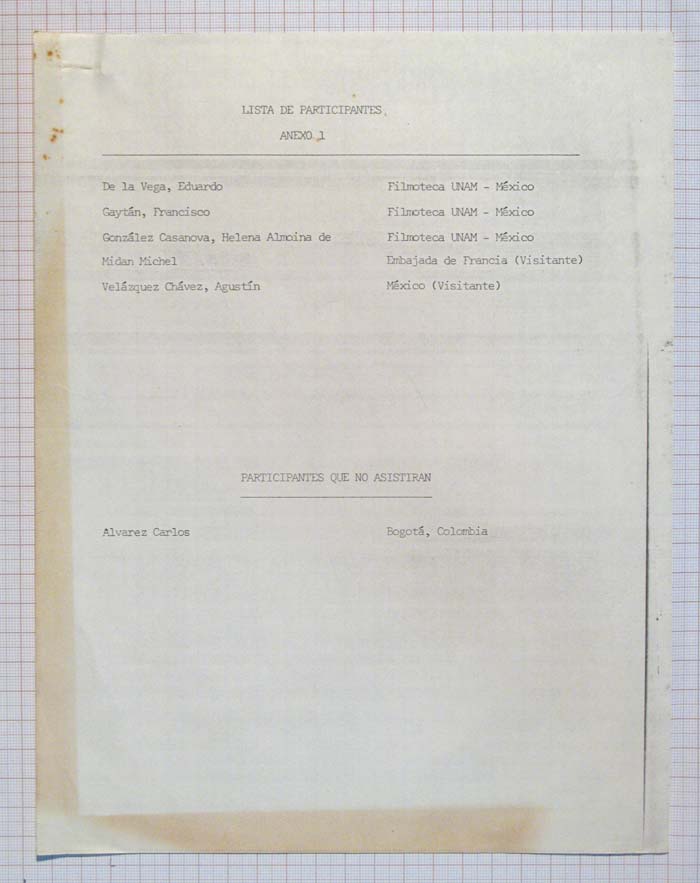 LISTA DE PARTICIPANTES
ANEXO 1
De la Vega, Eduardo Filmoteca UNAM - México
Gaytán, Francisco Filmoteca UNAM - México
González Casanova, Helena Almoina de Filmoteca UNAM - México
Midan Michel Embajada de Francia (Visitante)
Velázquez Chávez, Agustín México (Visitante)
PARTICIPANTES QUE NO ASISTIRAN
Alvarez Carlos Bogotá, Colombia